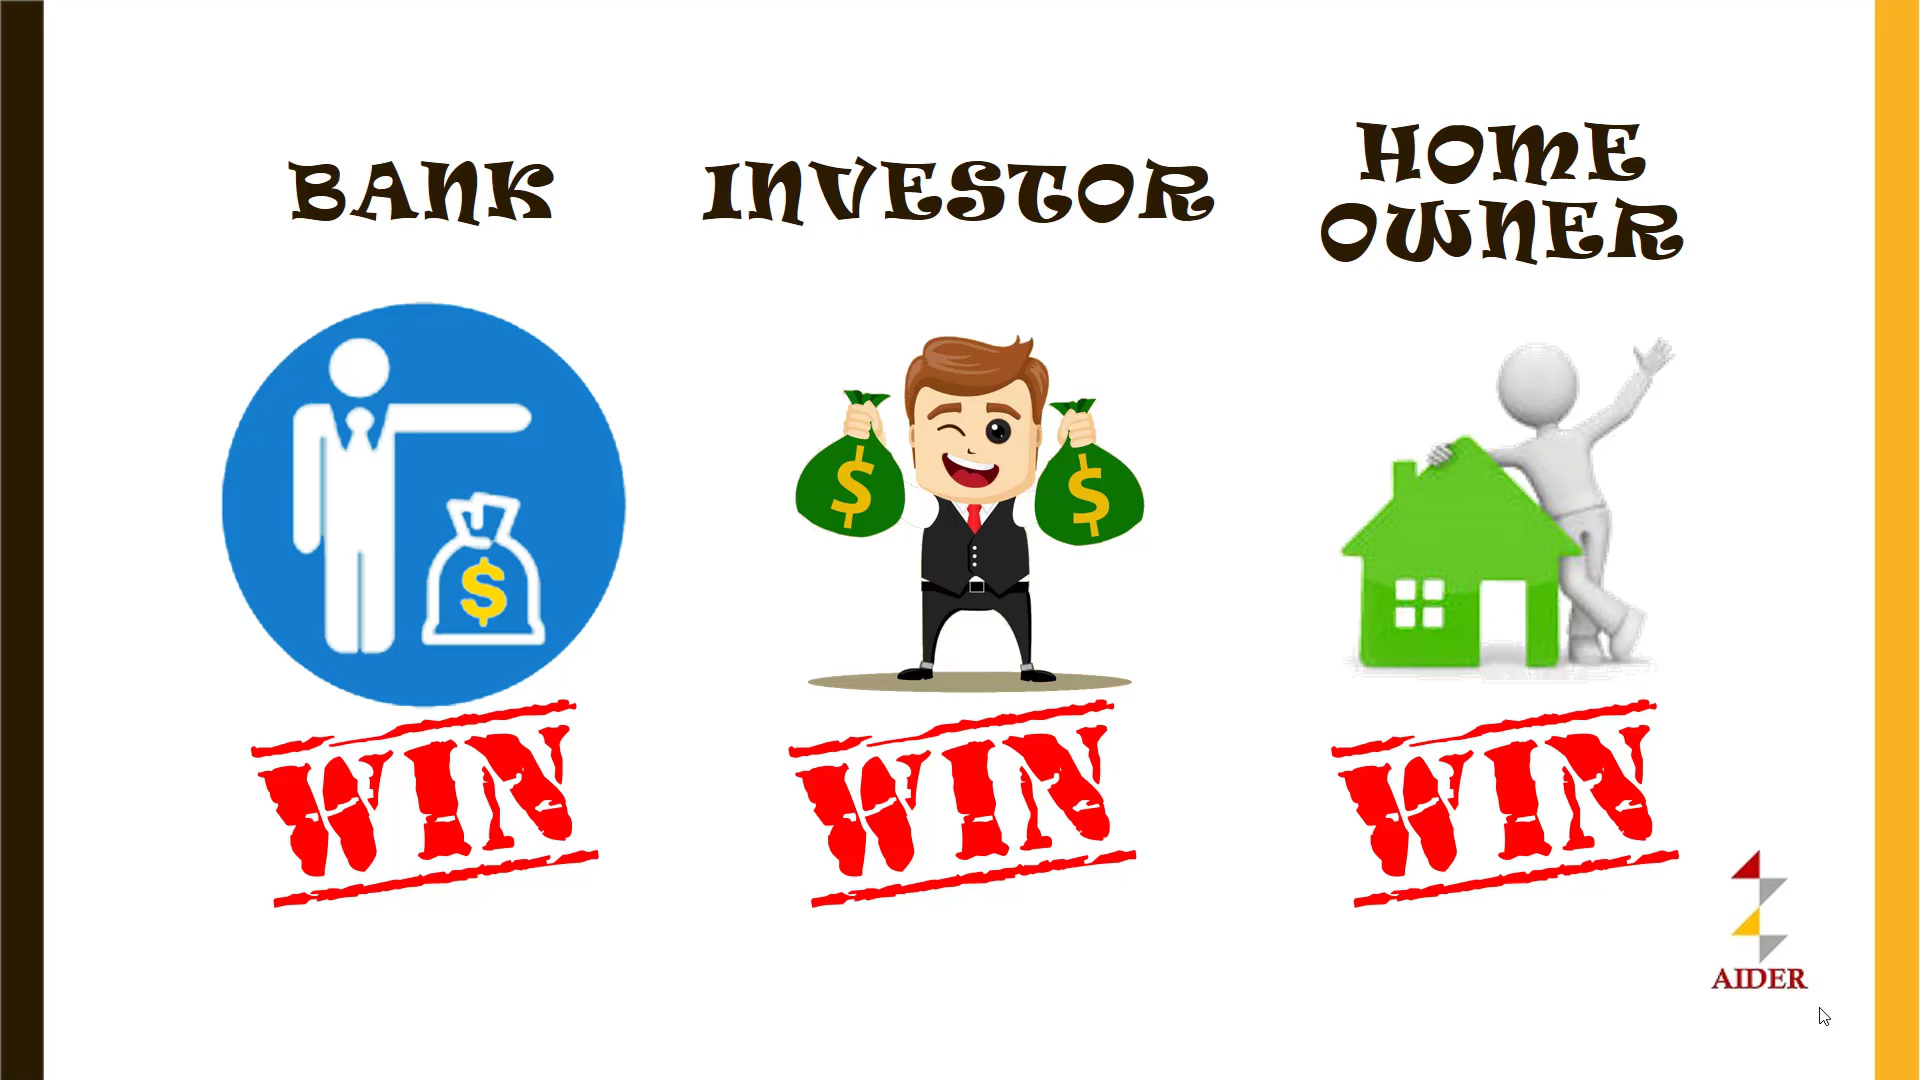 BANK
INVESTOR
HOME
OWNER
$
$
$
WIN
WIN
WIN
AIDER